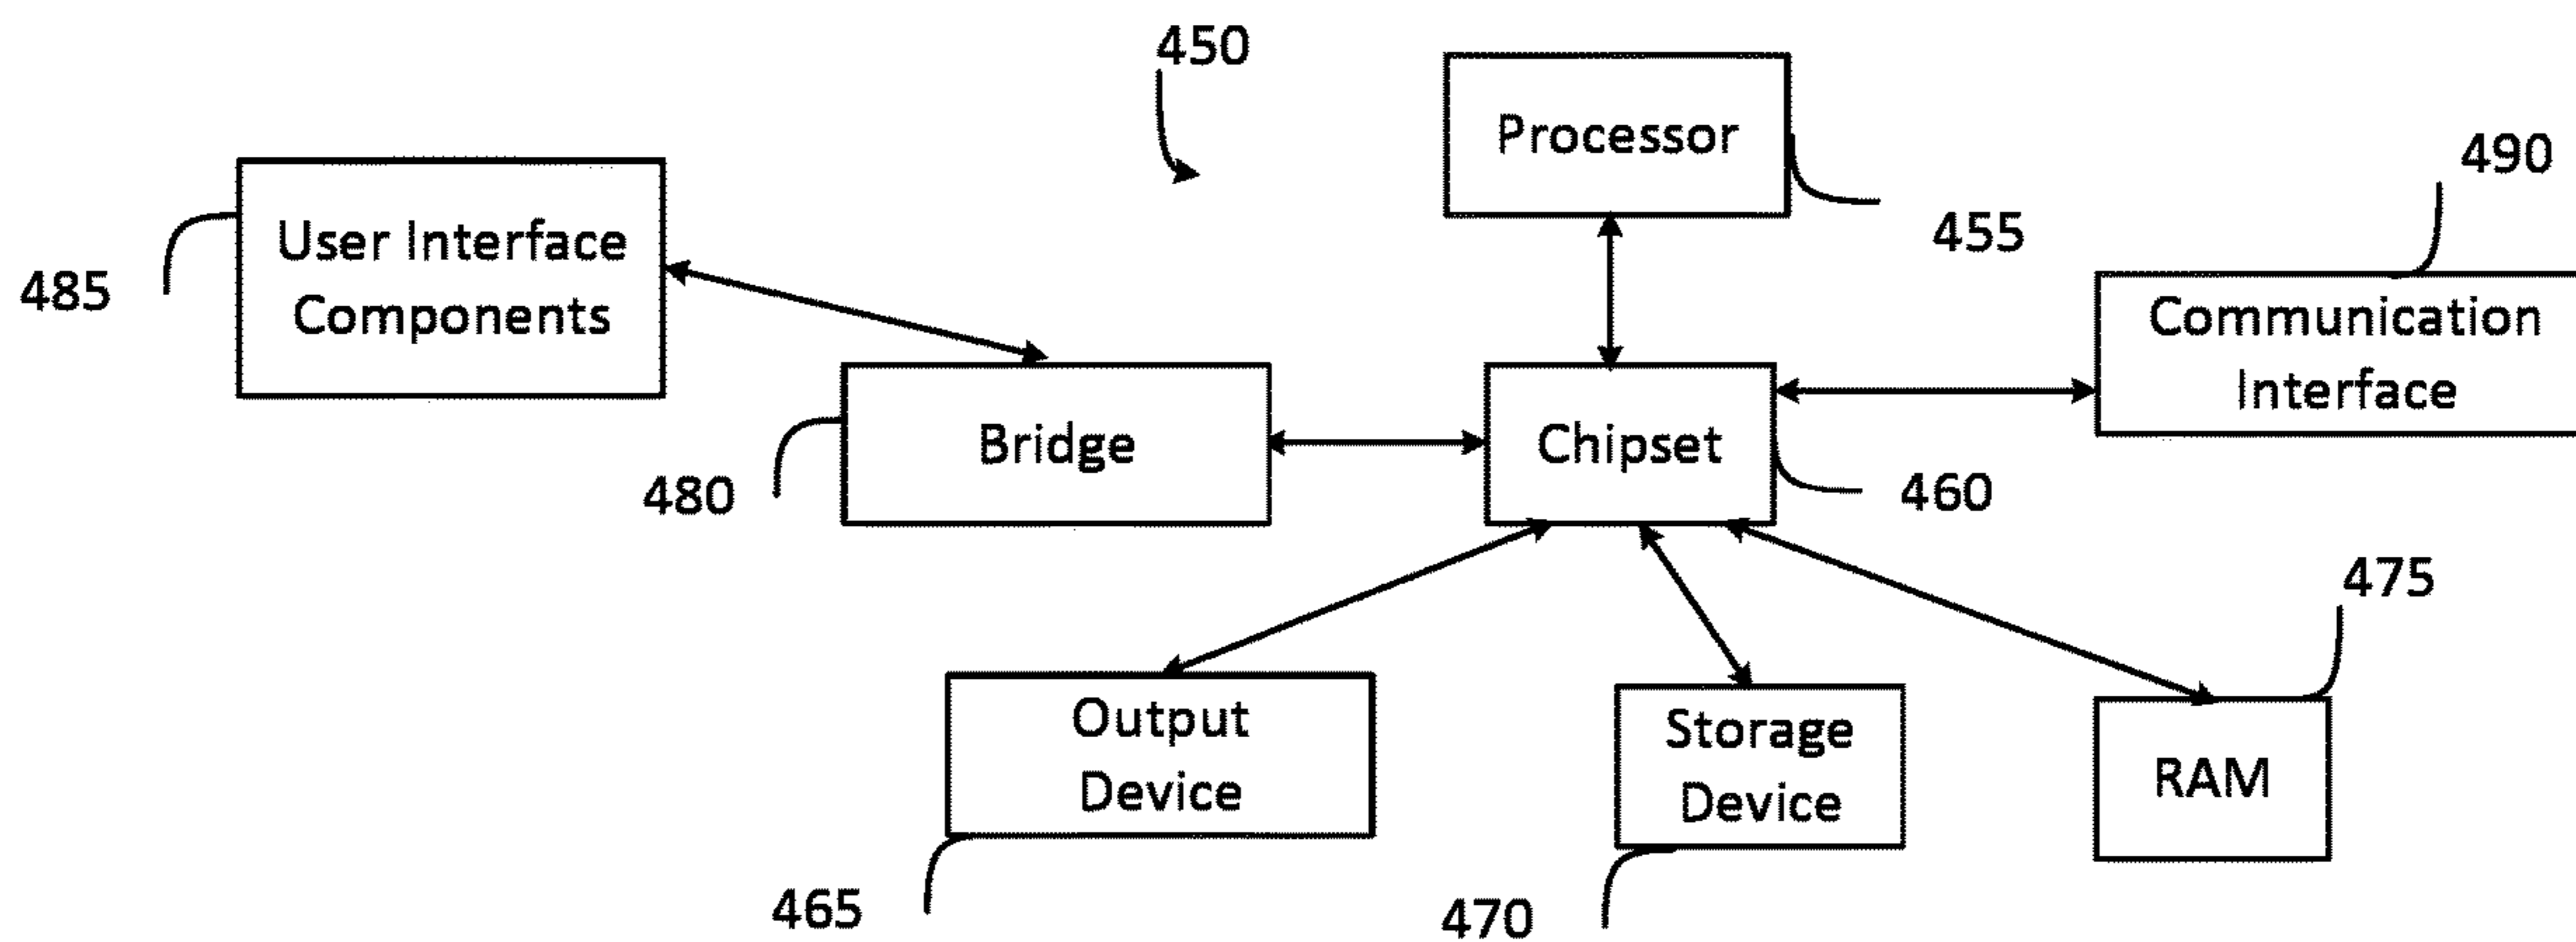 450
Processor
490
User Interface
Components
455
485
Communication
Interface
Bridge
Chipset
480
460
475
Output
Device
Storage
Device
RAM
465
470